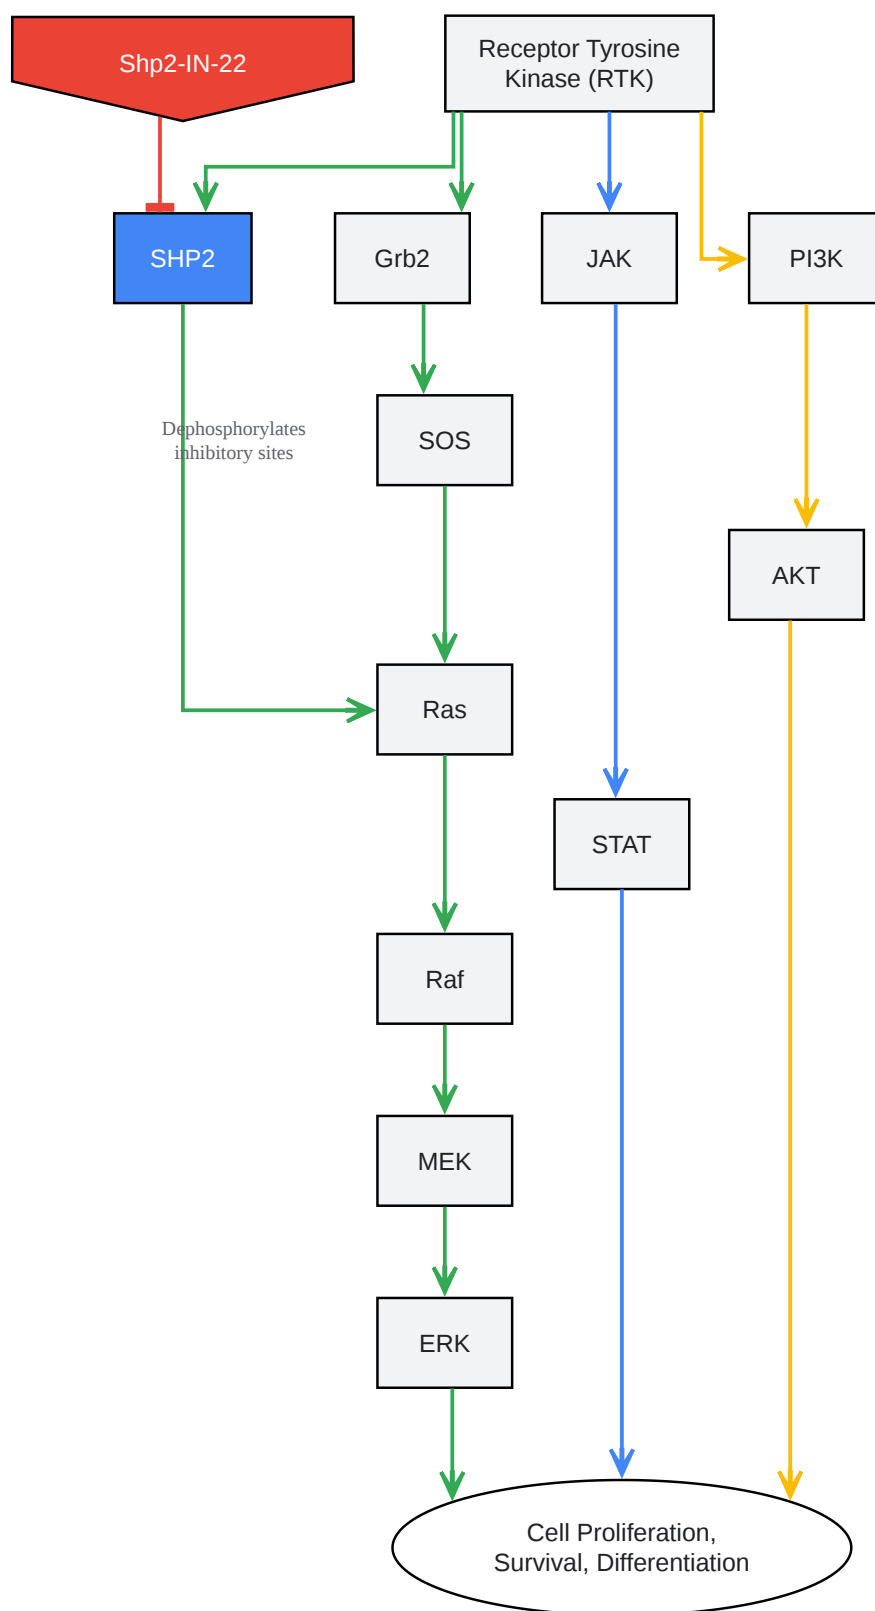 Shp2-IN-22
Receptor Tyrosine
Kinase (RTK)
SHP2
Grb2
JAK
PI3K
Dephosphorylates
inhibitory sites
SOS
AKT
Ras
STAT
Raf
MEK
ERK
Cell Proliferation,
Survival, Differentiation